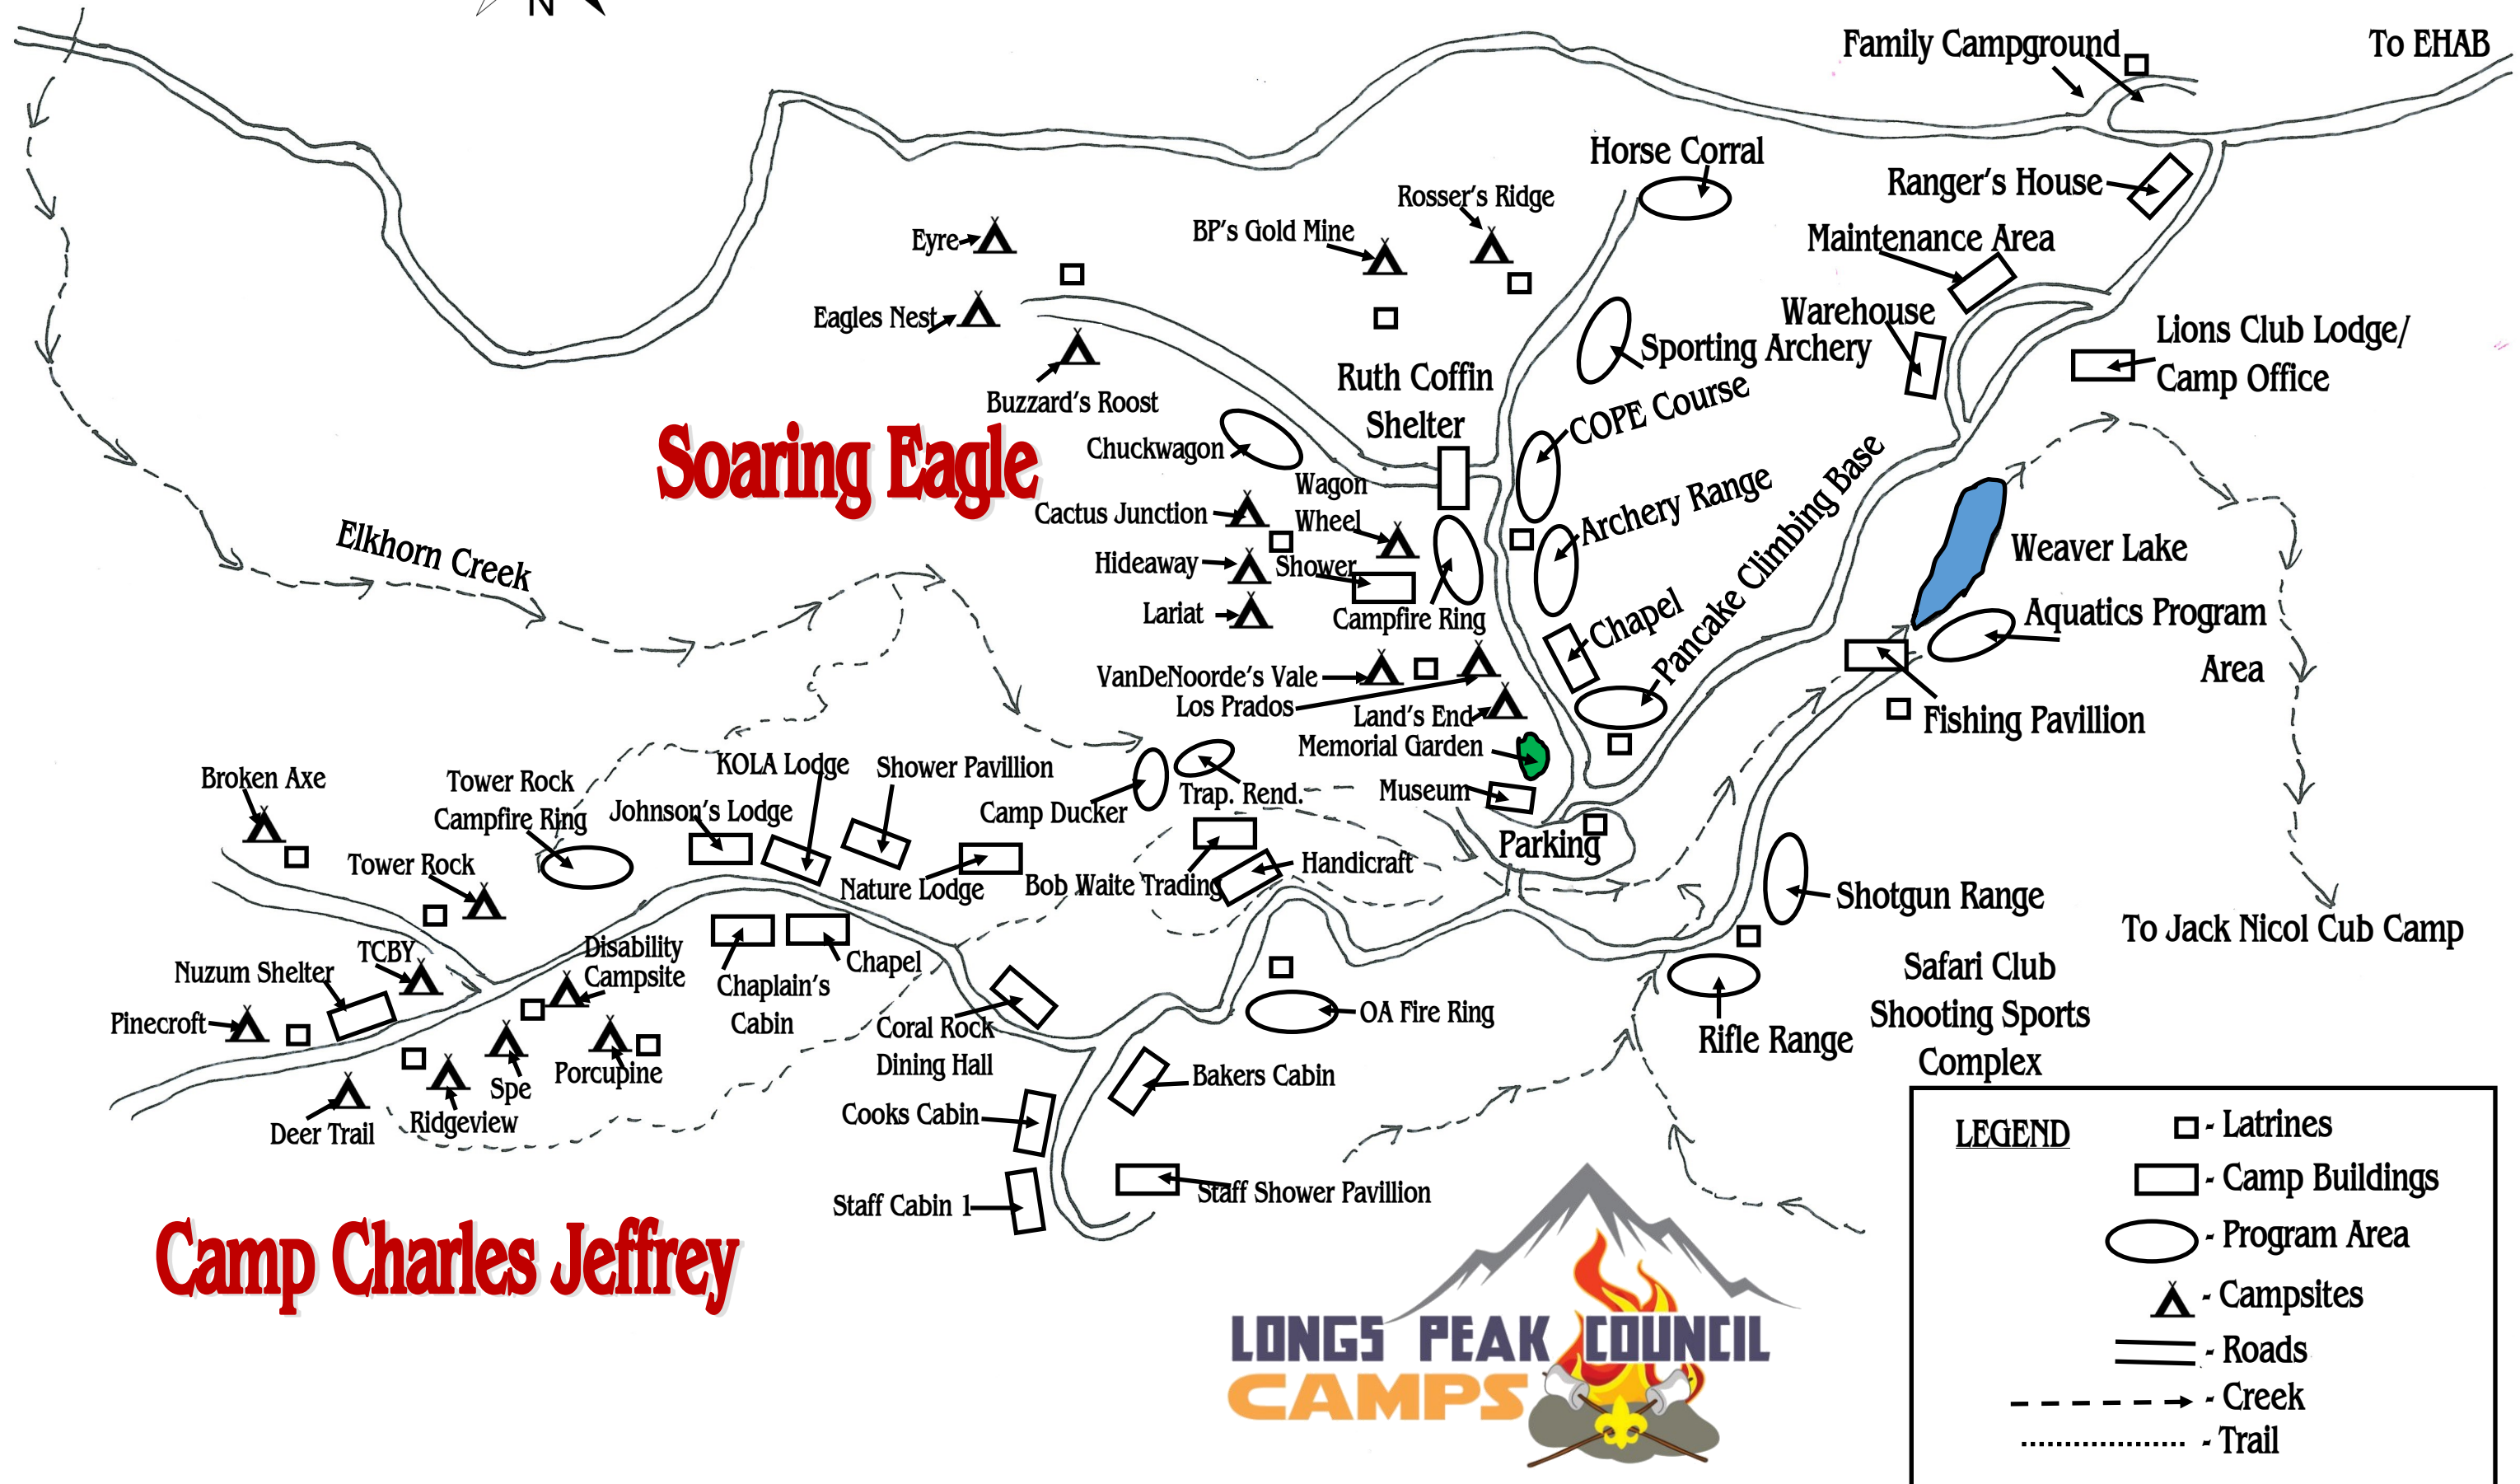 N
Family Campground
To EHAB
Horse Corral
Ranger's House
Rosser's Ridge
BP's Gold Mine
Maintenance Area
Eyre
Eagles Nest
Warehouse
Sporting Archery
Lions Club Lodge/
Camp Office
Buzzard's Roost
Ruth Coffin
Shelter
COPE Course
Chuckwagon
Soaring Eagle
Wagon
Wheel
Cactus Junction
Archery Range
Pancake Climbing Base
Elkhorn Creek
Hideaway
Shower
Weaver Lake
Lariat
Campfire Ring
Chapel
Aquatics Program
Area
VanDeNoorde's Vale
Los Prados
Land's End
Fishing Pavillion
Memorial Garden
Broken Axe
Tower Rock
Campfire Ring
KOLA Lodge
Shower Pavillion
Johnson's Lodge
Camp Ducker
Trap. Rend.
Museum
Parking
Tower Rock
Nature Lodge
Bob Waite Trading
Handicraft
Shotgun Range
To Jack Nicol Cub Camp
TCBY
Disability
Campsite
Nuzum Shelter
Chapel
Chaplain's
Cabin
Pinecroft
Coral Rock
Dining Hall
OA Fire Ring
Rifle Range
Safari Club
Shooting Sports
Complex
Spe
Porcupine
Bakers Cabin
Deer Trail
Ridgeview
Cooks Cabin
Staff Cabin 1
Staff Shower Pavillion
Camp Charles Jeffrey
LONGS PEAK COUNCIL
CAMPS
LEGEND
- Latrines
- Camp Buildings
- Program Area
- Campsites
- Roads
- Creek
- Trail